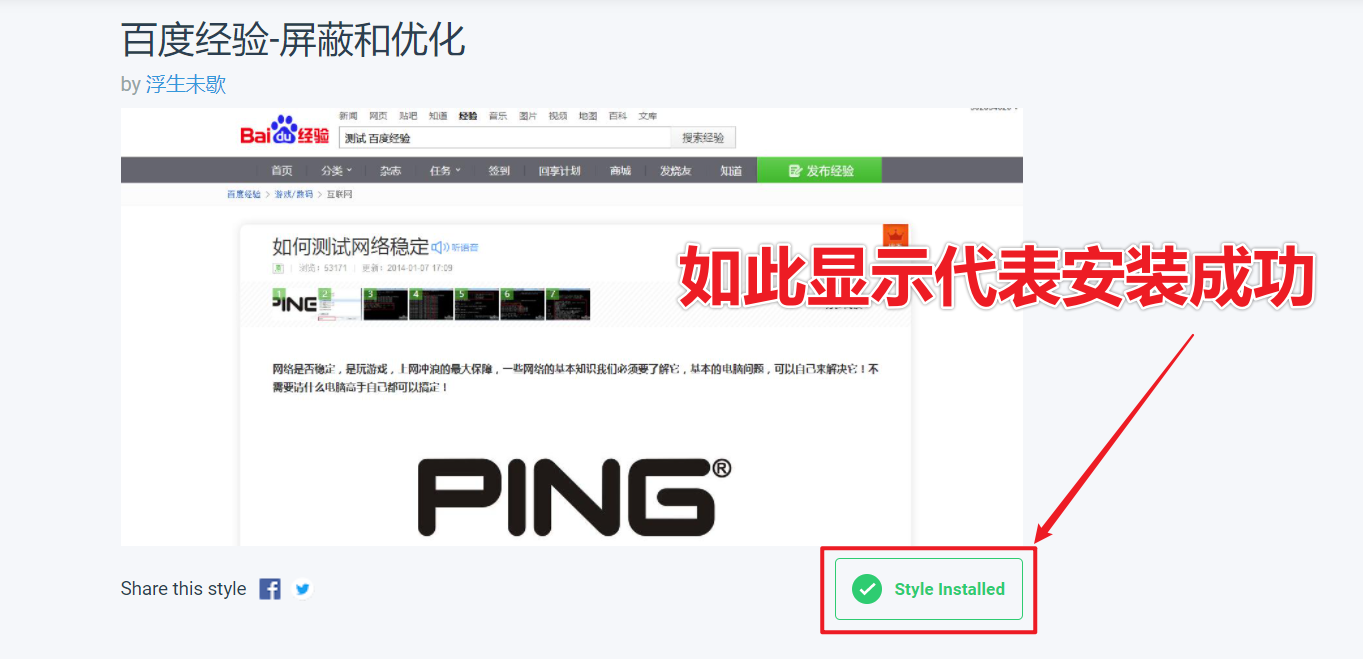 百度经验-屏蔽和优化
by 浮生未歇
新闻 网页 贴吧 知道 经验 音乐 图片 视频 地图 百科 文库
Bai du 经验
测试 百度经验
搜索经验
首页 分类 杂志 任务 签到 回享计划 商城 发烧友 知道 发布经验
百度经验 > 游戏/数码 > 互联网
如何测试网络稳定 听语音
浏览：53171 | 更新：2014-01-07 17:09
如此显示代表安装成功
1 2 3 4 5 6 7
PING
网络是否稳定，是玩游戏，上网冲浪的最大保障，一些网络的基本知识我们必须要了解它，基本的电脑问题，可以自己来解决它！不
需要请什么电脑高手自己都可以搞定！
PING®
Share this style
Style Installed